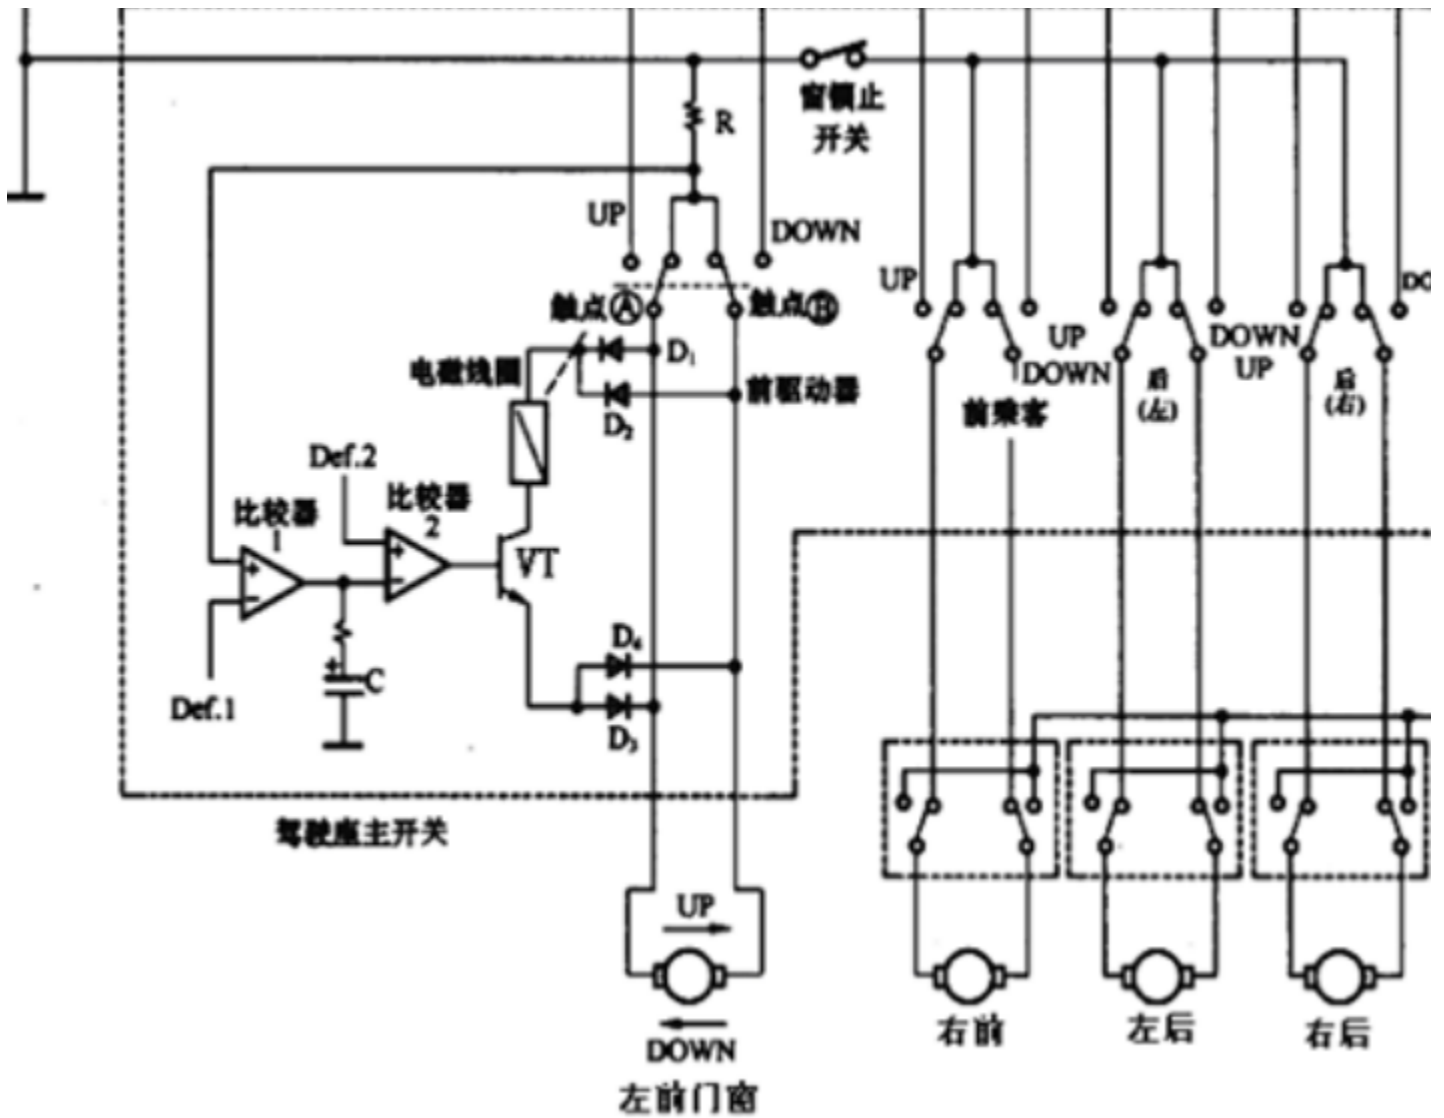 窗锁止
开关
R
UP
DOWN
触点Ⓐ
触点Ⓑ
D₁
电磁线圈
前驱动器
D₂
Def.2
比较器
1
比较器
2
VT
C
Def.1
D₄
D₃
驾驶座主开关
UP
UP
DOWN
前乘客
后
(左)
DOWN
UP
后
(右)
DO
UP
DOWN
左前门窗
右前
左后
右后